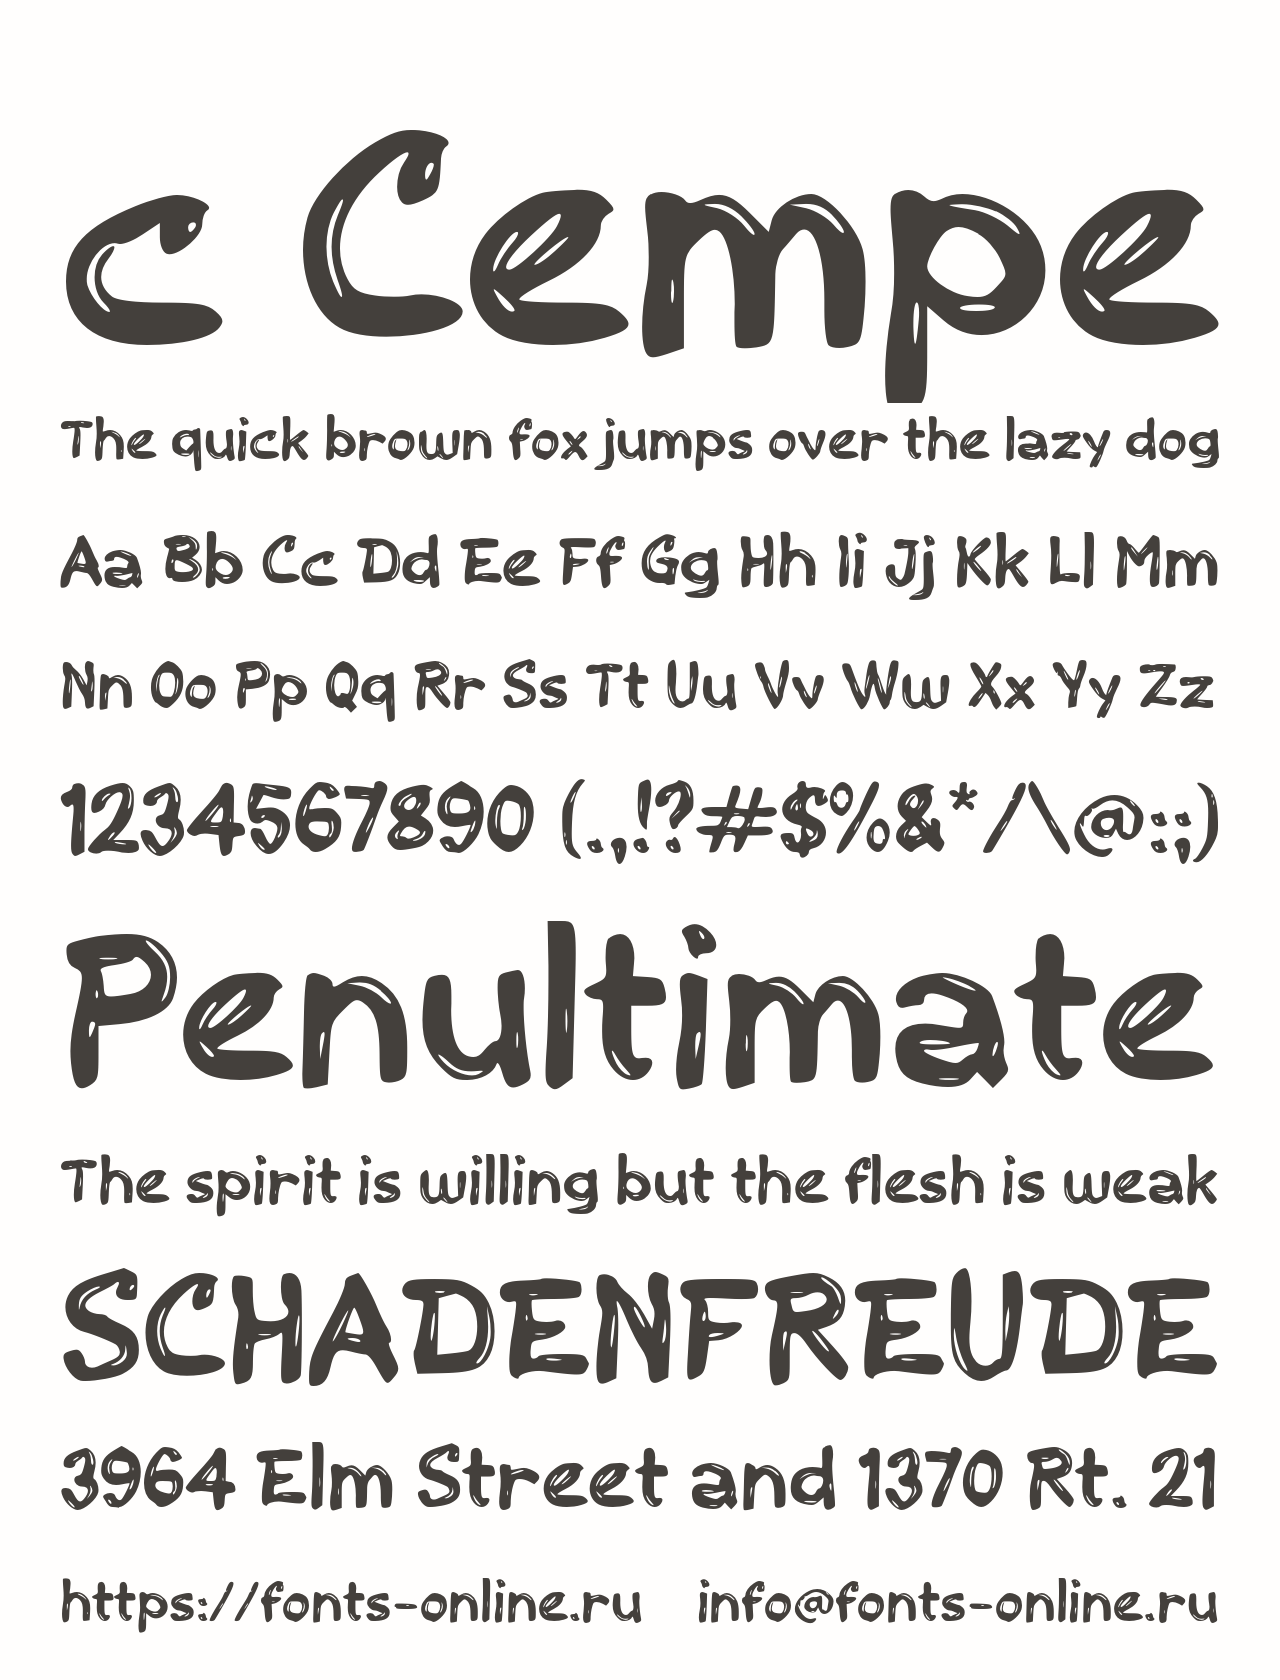 c Cempe
The quick brown fox jumps over the lazy dog
Aa Bb Cc Dd Ee Ff Gg Hh Ii Jj Kk Ll Mm
Nn Oo Pp Qq Rr Ss Tt Uu Vv Ww Xx Yy Zz
1234567890 (.,!?#$%&*/\@:;)
Penultimate
The spirit is willing but the flesh is weak
SCHADENFREUDE
3964 Elm Street and 1370 Rt. 21
https://fonts-online.ru info@fonts-online.ru